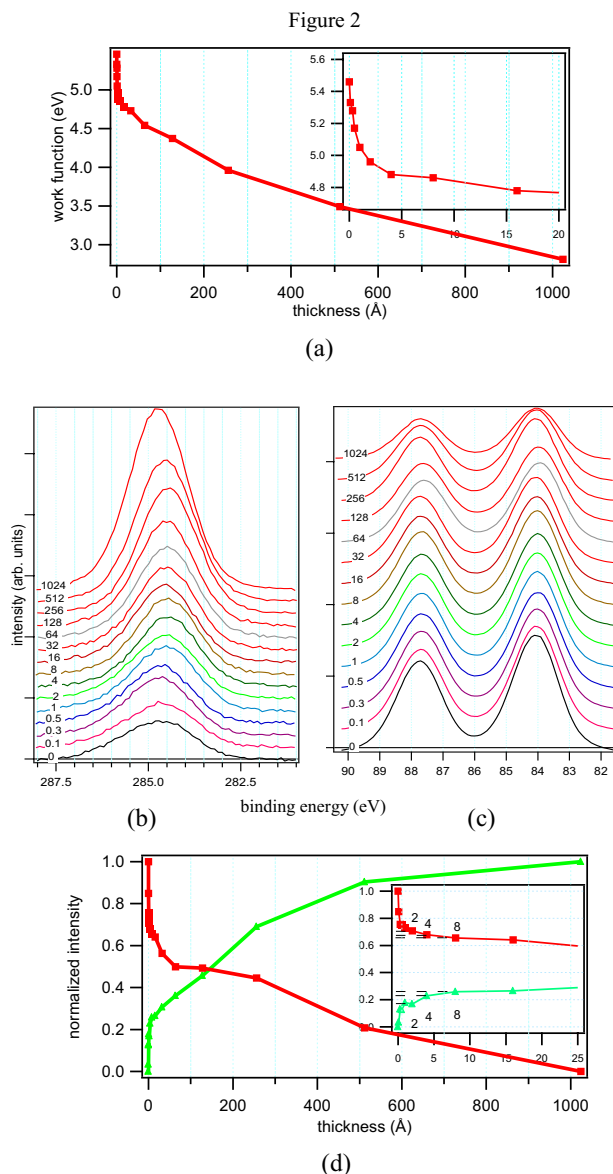 Figure 2
5.0
4.5
4.0
3.5
3.0
work function (eV)
5.6
5.4
5.2
5.0
4.8
0 5 10 15 20
0 200 400 600 800 1000
thickness (Å)
(a)
intensity (arb. units)
1024
512
256
128
64
32
16
8
4
2
1
0.5
0.3
0.1
0
287.5 285.0 282.5
1024
512
256
128
64
32
16
8
4
2
1
0.5
0.3
0.1
0
90 89 88 87 86 85 84 83 82
binding energy (eV)
(b) (c)
1.0
0.8
0.6
0.4
0.2
0.0
normalized intensity
1.0
0.8
0.6
0.4
0.2
0.0
2 4 8
2 4 8
0 5 10 15 20 25
0 200 400 600 800 1000
thickness (Å)
(d)